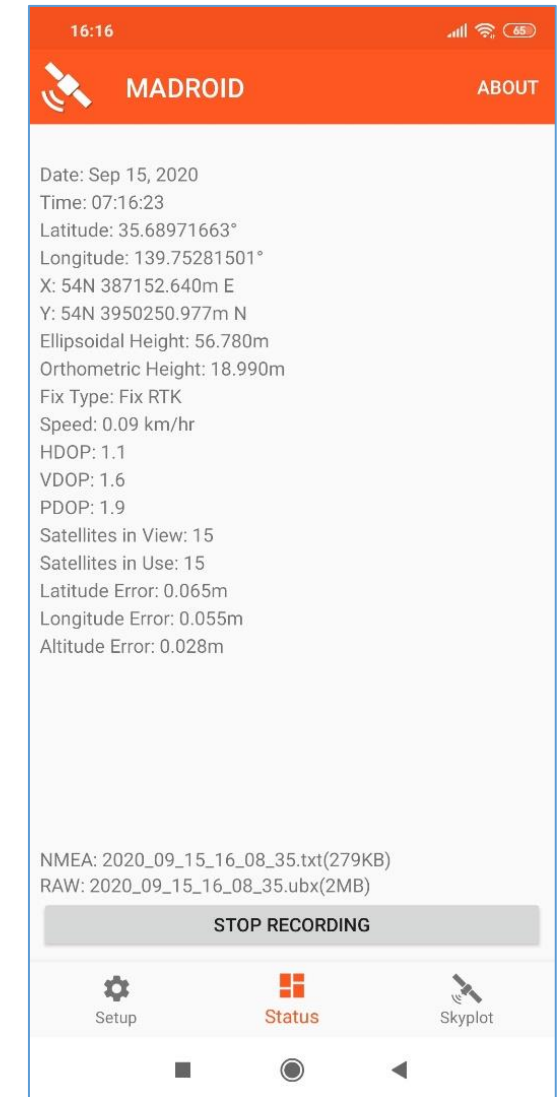 16:16
65
MADROID
ABOUT
Date: Sep 15, 2020
Time: 07:16:23
Latitude: 35.68971663°
Longitude: 139.75281501°
X: 54N 387152.640m E
Y: 54N 3950250.977m N
Ellipsoidal Height: 56.780m
Orthometric Height: 18.990m
Fix Type: Fix RTK
Speed: 0.09 km/hr
HDOP: 1.1
VDOP: 1.6
PDOP: 1.9
Satellites in View: 15
Satellites in Use: 15
Latitude Error: 0.065m
Longitude Error: 0.055m
Altitude Error: 0.028m
NMEA: 2020_09_15_16_08_35.txt(279KB)
RAW: 2020_09_15_16_08_35.ubx(2MB)
STOP RECORDING
Setup
Status
Skyplot